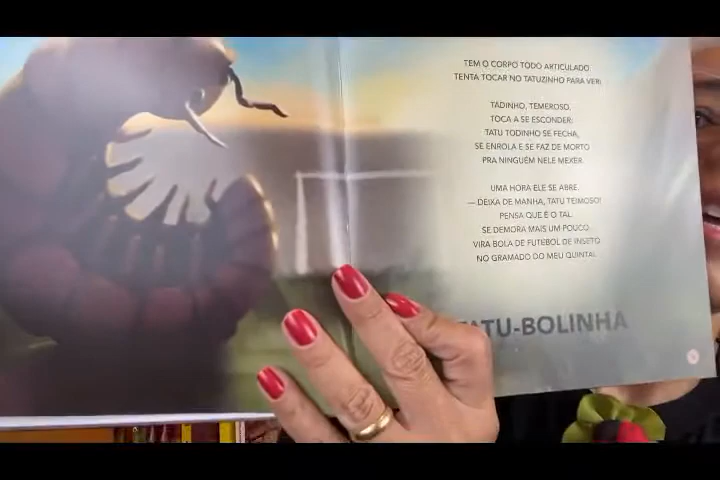 TEM O CORPO TODO ARTICULADO.
TENTA TOCAR NO TATUZINHO PARA VER!
TADINHO, TEMEROSO.
TOCA A SE ESCONDER:
TATU TODINHO SE FECHA,
SE ENROLA E SE FAZ DE MORTO
PRA NINGUÉM NELE MEXER.
UMA HORA ELE SE ABRE.
— DEIXA DE MANHA, TATU TEIMOSO!
PENSA QUE É O TAL.
SE DEMORA MAIS UM POUCO,
VIRA BOLA DE FUTEBOL DE INSETO
NO GRAMADO DO MEU QUINTAL.
TATU-BOLINHA